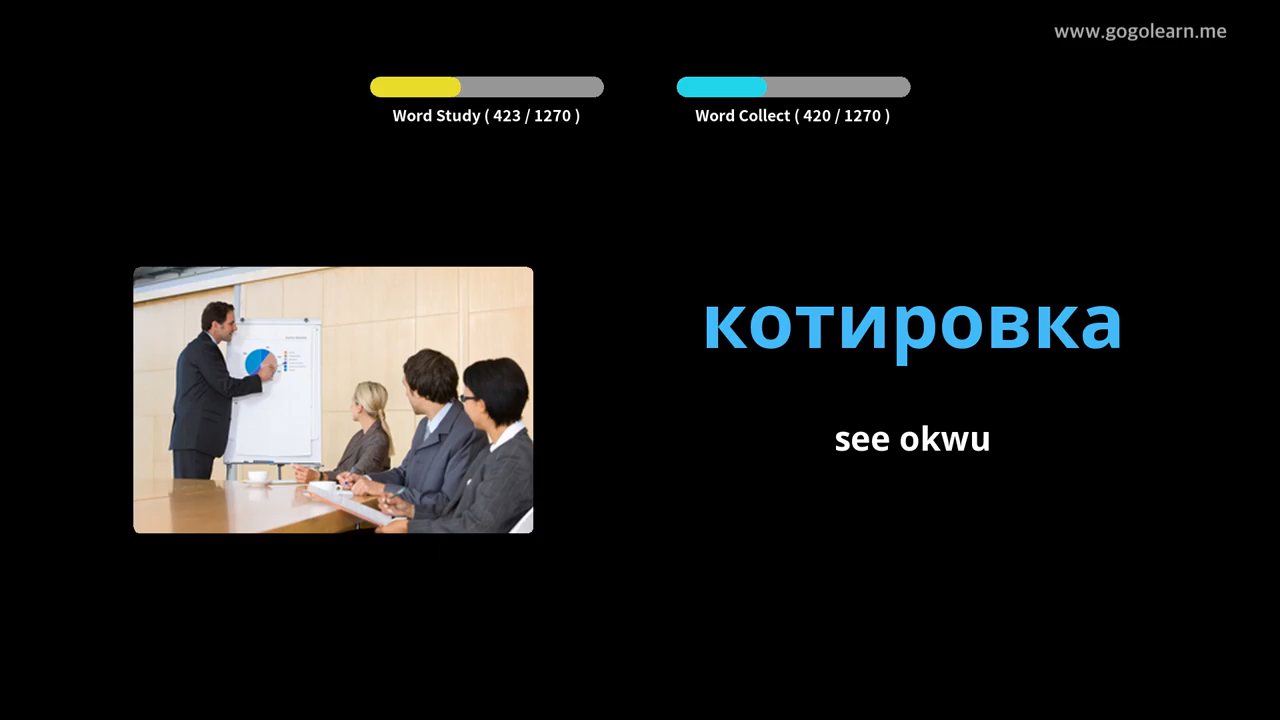 www.gogolearn.me
Word Study ( 423 / 1270 )
Word Collect ( 420 / 1270 )
котировка
see okwu